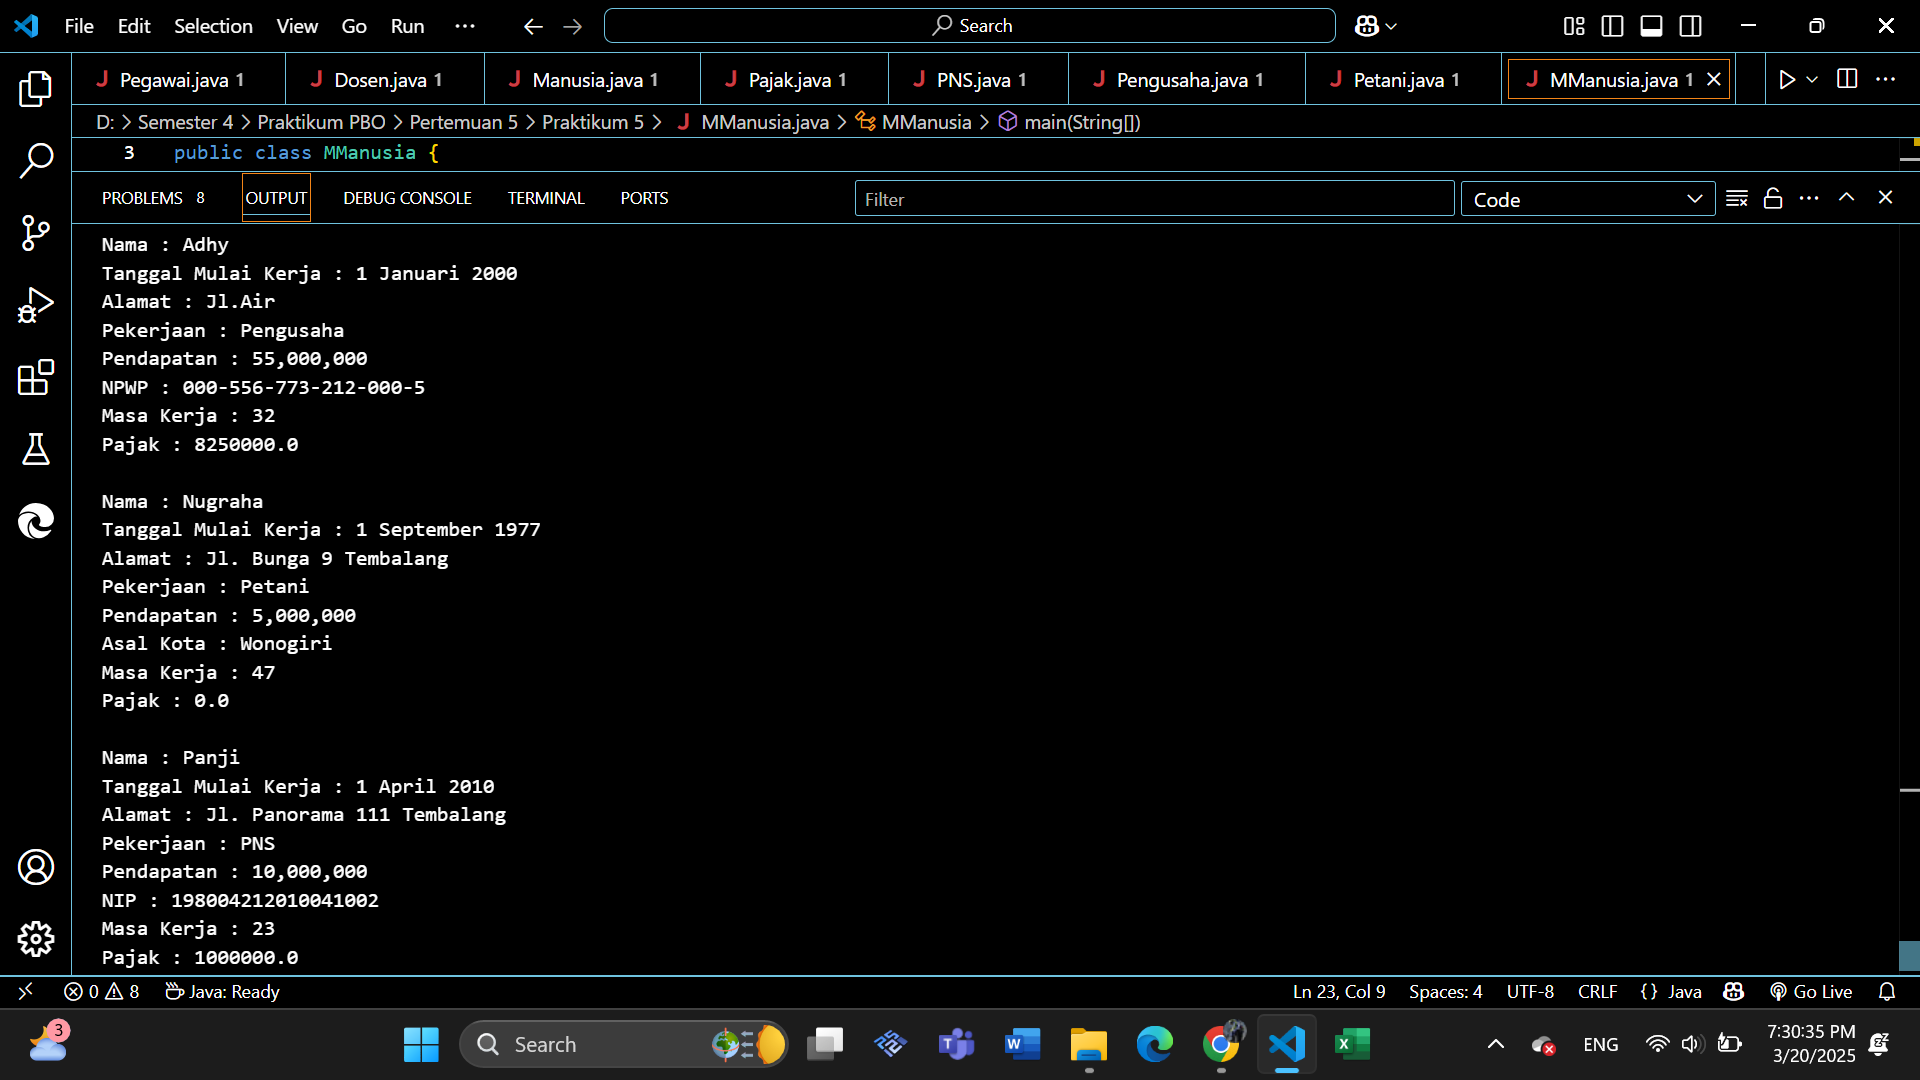 File Edit Selection View Go Run ··· Search
Pegawai.java 1 Dosen.java 1 Manusia.java 1 Pajak.java 1 PNS.java 1 Pengusaha.java 1 Petani.java 1 MManusia.java 1
D: > Semester 4 > Praktikum PBO > Pertemuan 5 > Praktikum 5 > MManusia.java > MManusia > main(String[])
3 public class MManusia {
PROBLEMS 8 OUTPUT DEBUG CONSOLE TERMINAL PORTS Filter Code
Nama : Adhy
Tanggal Mulai Kerja : 1 Januari 2000
Alamat : Jl.Air
Pekerjaan : Pengusaha
Pendapatan : 55,000,000
NPWP : 000-556-773-212-000-5
Masa Kerja : 32
Pajak : 8250000.0
Nama : Nugraha
Tanggal Mulai Kerja : 1 September 1977
Alamat : Jl. Bunga 9 Tembalang
Pekerjaan : Petani
Pendapatan : 5,000,000
Asal Kota : Wonogiri
Masa Kerja : 47
Pajak : 0.0
Nama : Panji
Tanggal Mulai Kerja : 1 April 2010
Alamat : Jl. Panorama 111 Tembalang
Pekerjaan : PNS
Pendapatan : 10,000,000
NIP : 198004212010041002
Masa Kerja : 23
Pajak : 1000000.0
0 8 Java: Ready Ln 23, Col 9 Spaces: 4 UTF-8 CRLF {} Java Go Live
3 Search ENG 7:30:35 PM
3/20/2025